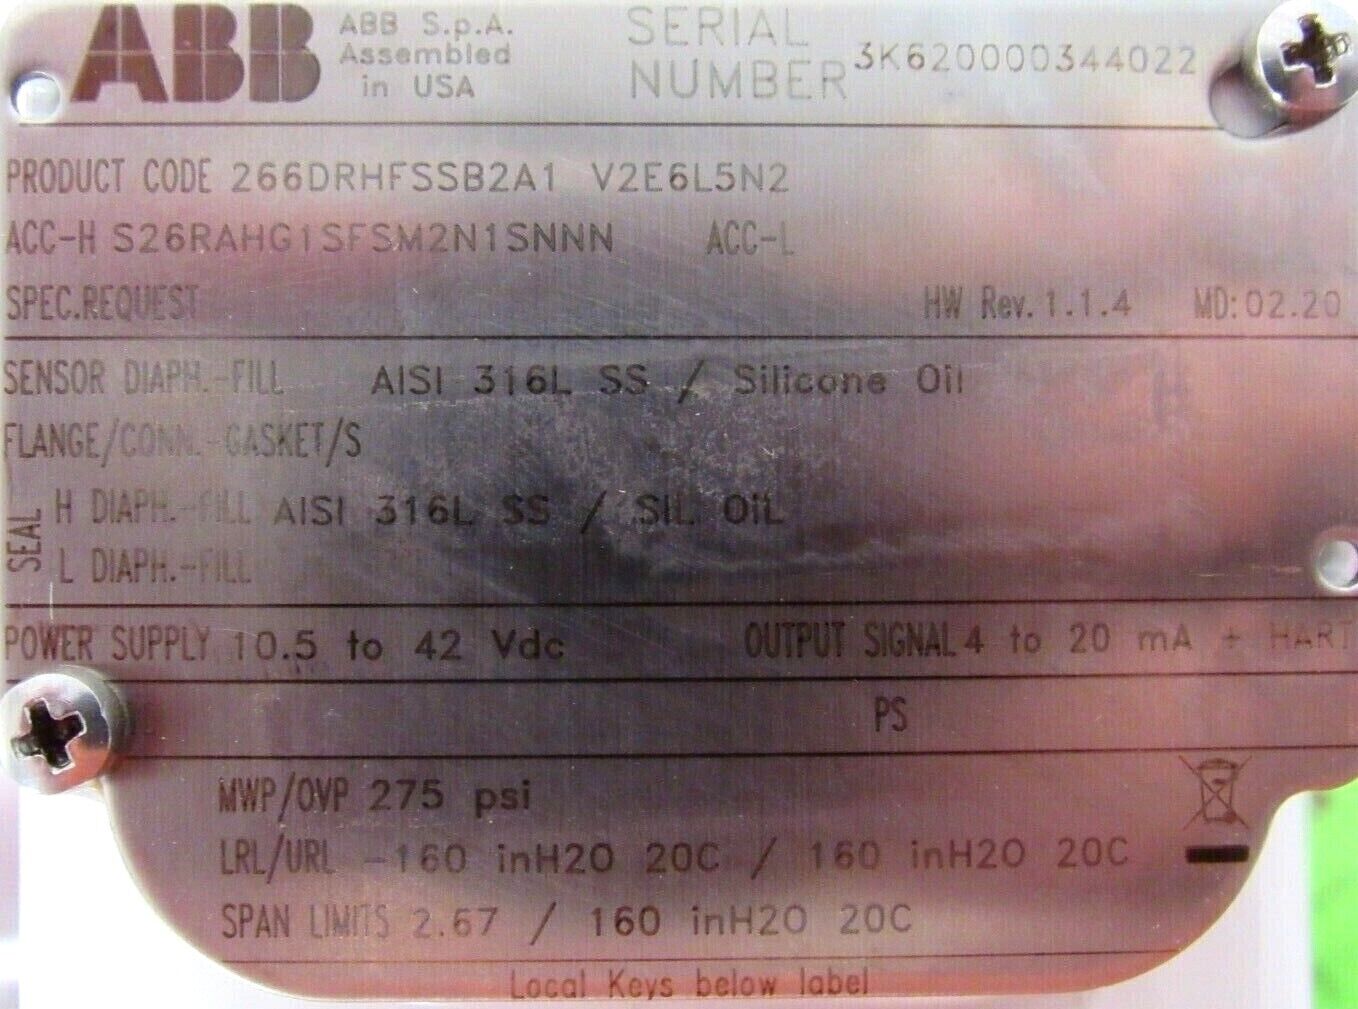 ABB
ABB S.p.A.
Assembled
in USA
SERIAL
NUMBER 3K620000344022
PRODUCT CODE 266DRHFSSB2A1 V2E6L5N2
ACC-H S26RAHG1SFSM2N1SNNN ACC-L
SPEC.REQUEST HW Rev. 1.1.4 MD: 02.20
SENSOR DIAPH.-FILL AISI 316L SS / Silicone Oil
FLANGE/CONN.-GASKET/S
SEAL
H DIAPH.-FILL AISI 316L SS / SIL OiL
L DIAPH.-FILL
POWER SUPPLY 10.5 to 42 Vdc OUTPUT SIGNAL 4 to 20 mA + HART
PS
MWP/OVP 275 psi
LRL/URL -160 inH2O 20C / 160 inH2O 20C
SPAN LIMITS 2.67 / 160 inH2O 20C
Local Keys below label